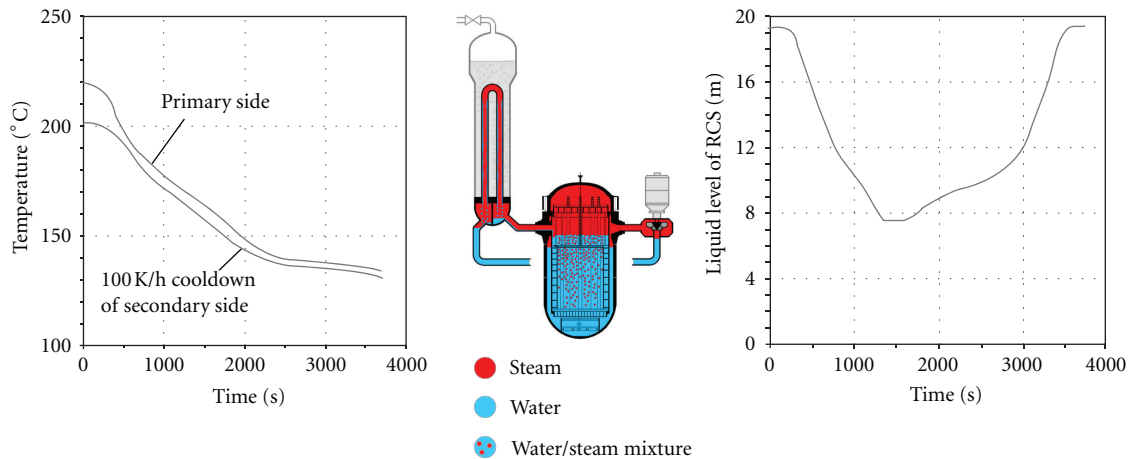 250
200
150
100
Temperature (°C)
Primary side
100 K/h cooldown
of secondary side
0
1000
2000
3000
4000
Time (s)
Steam
Water
Water/steam mixture
20
16
12
8
4
0
Liquid level of RCS (m)
0
1000
2000
3000
4000
Time (s)